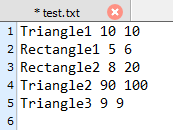 * test.txt
1 Triangle1 10 10
2 Rectangle1 5 6
3 Rectangle2 8 20
4 Triangle2 90 100
5 Triangle3 9 9
6